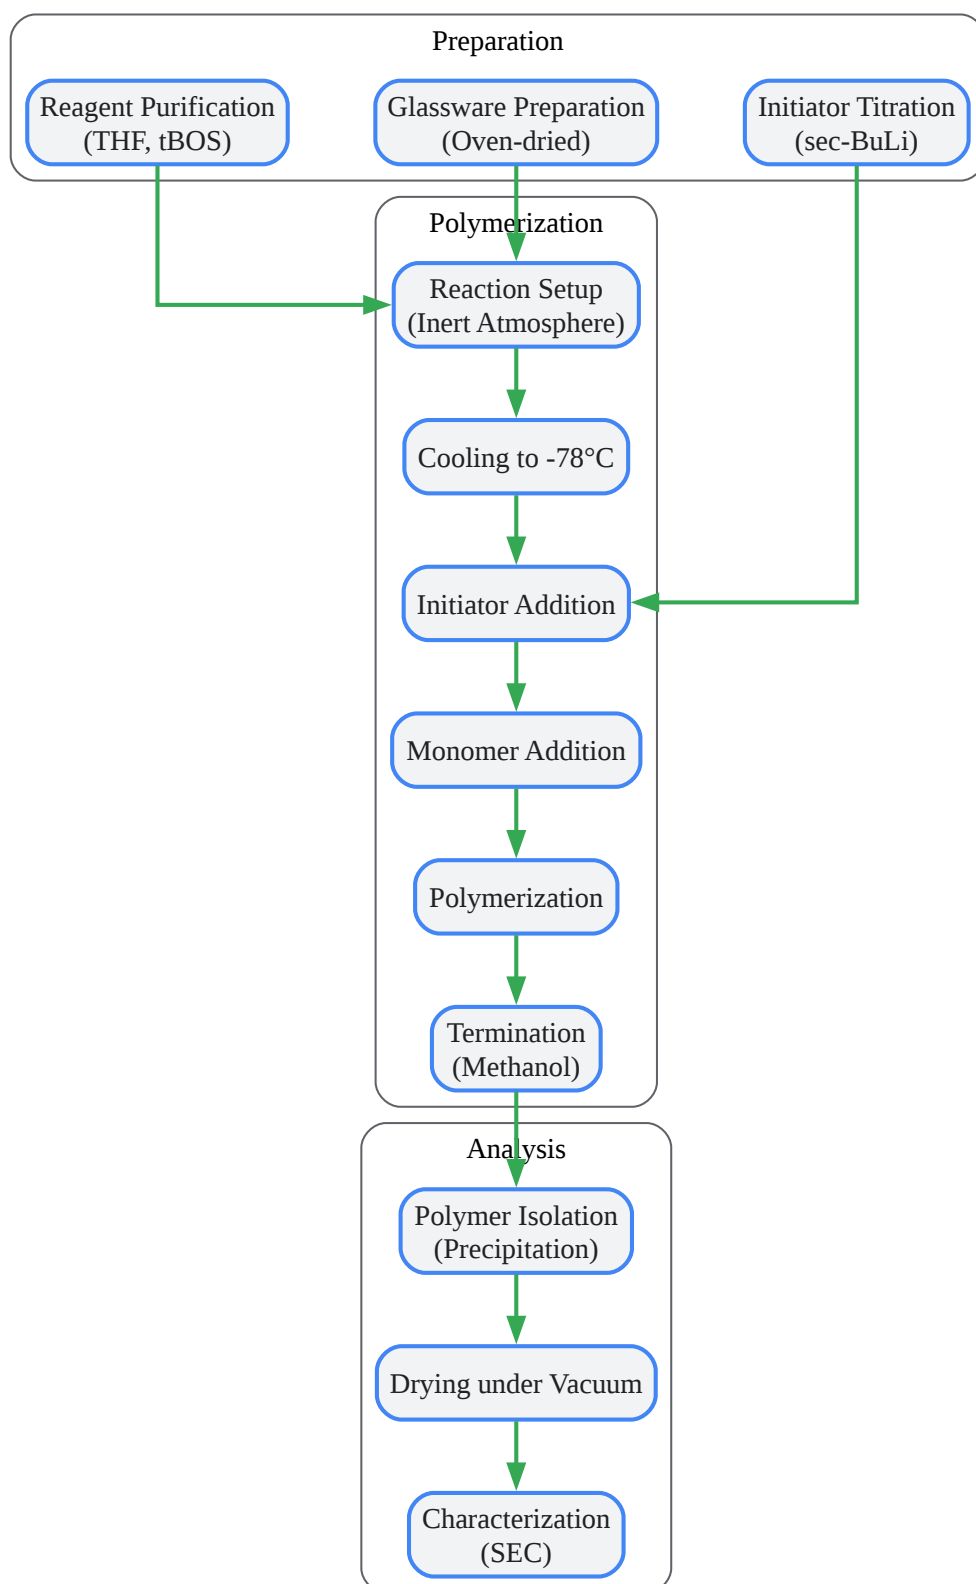 Preparation
Reagent Purification
(THF, tBOS)
Glassware Preparation
(Oven-dried)
Initiator Titration
(sec-BuLi)
Polymerization
Reaction Setup
(Inert Atmosphere)
Cooling to -78°C
Initiator Addition
Monomer Addition
Polymerization
Termination
(Methanol)
Analysis
Polymer Isolation
(Precipitation)
Drying under Vacuum
Characterization
(SEC)